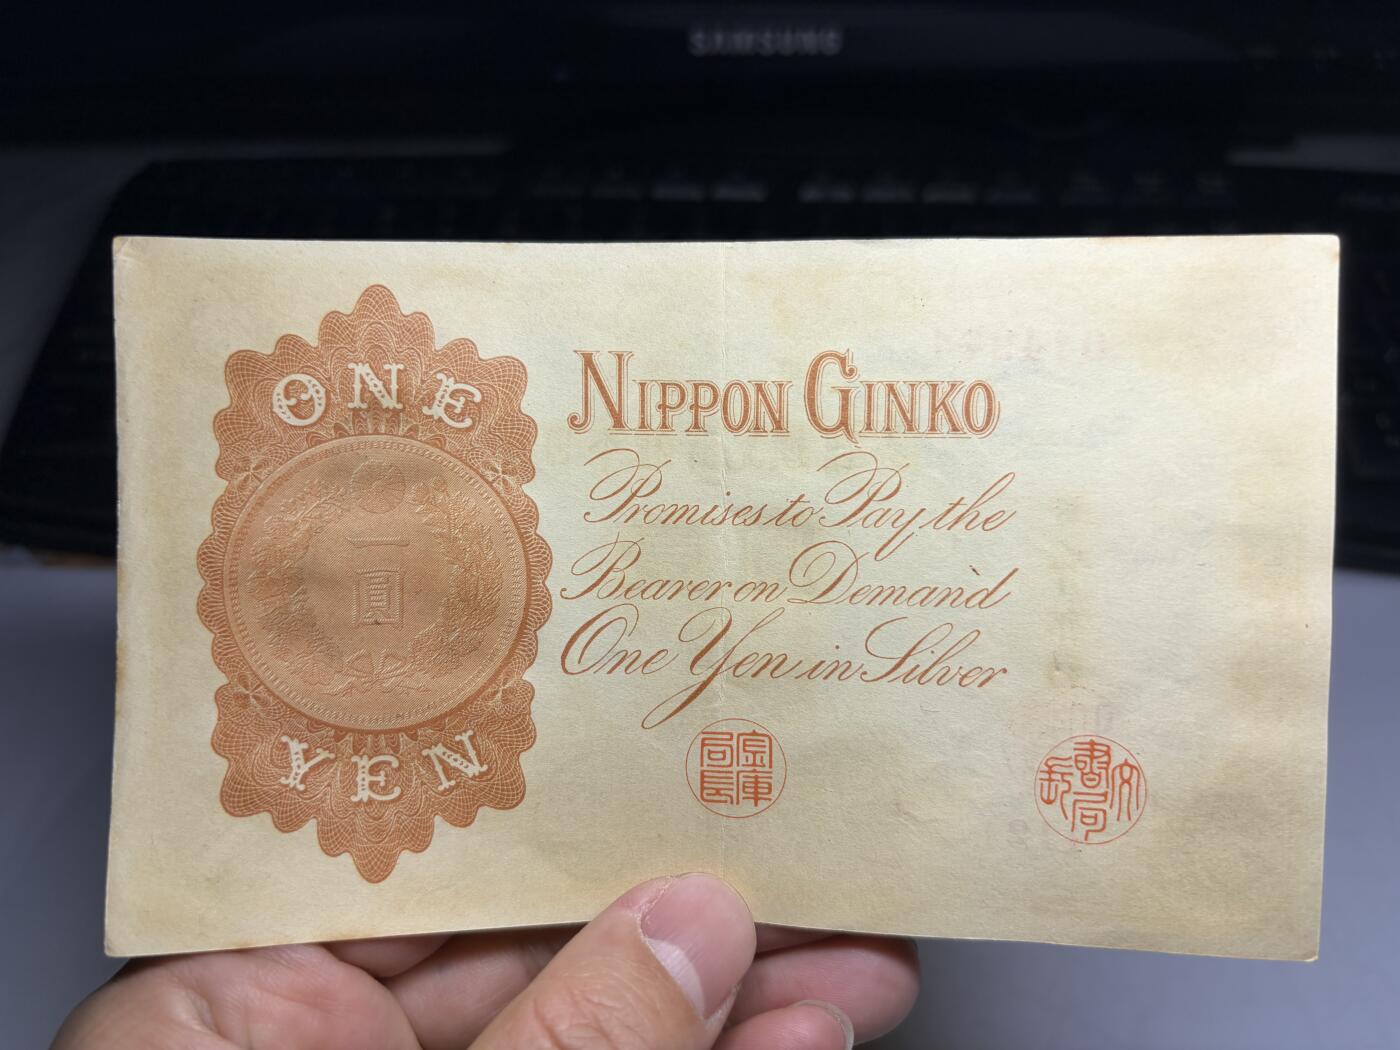 SAMSUNG
ONE
一
圓
YEN
NIPPON GINKO
Promises to Pay the
Bearer on Demand
One Yen in Silver
金庫局長
文書局長